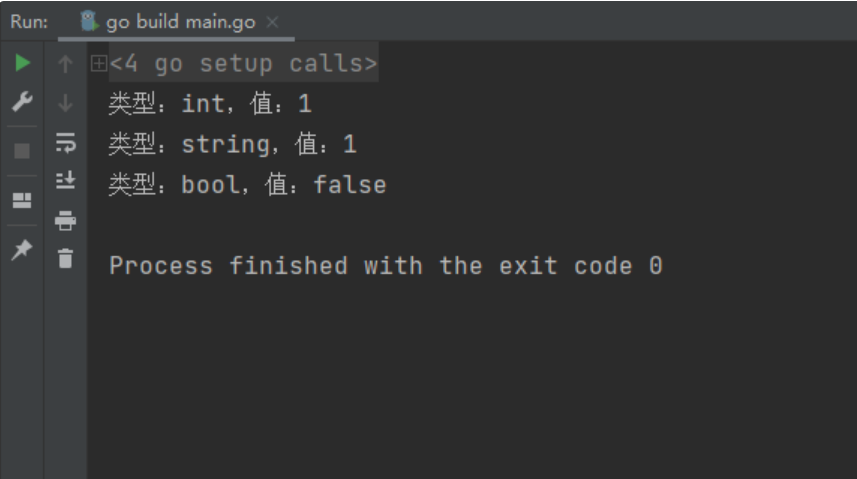 Run: go build main.go
<4 go setup calls>
类型：int，值：1
类型：string，值：1
类型：bool，值：false
Process finished with the exit code 0